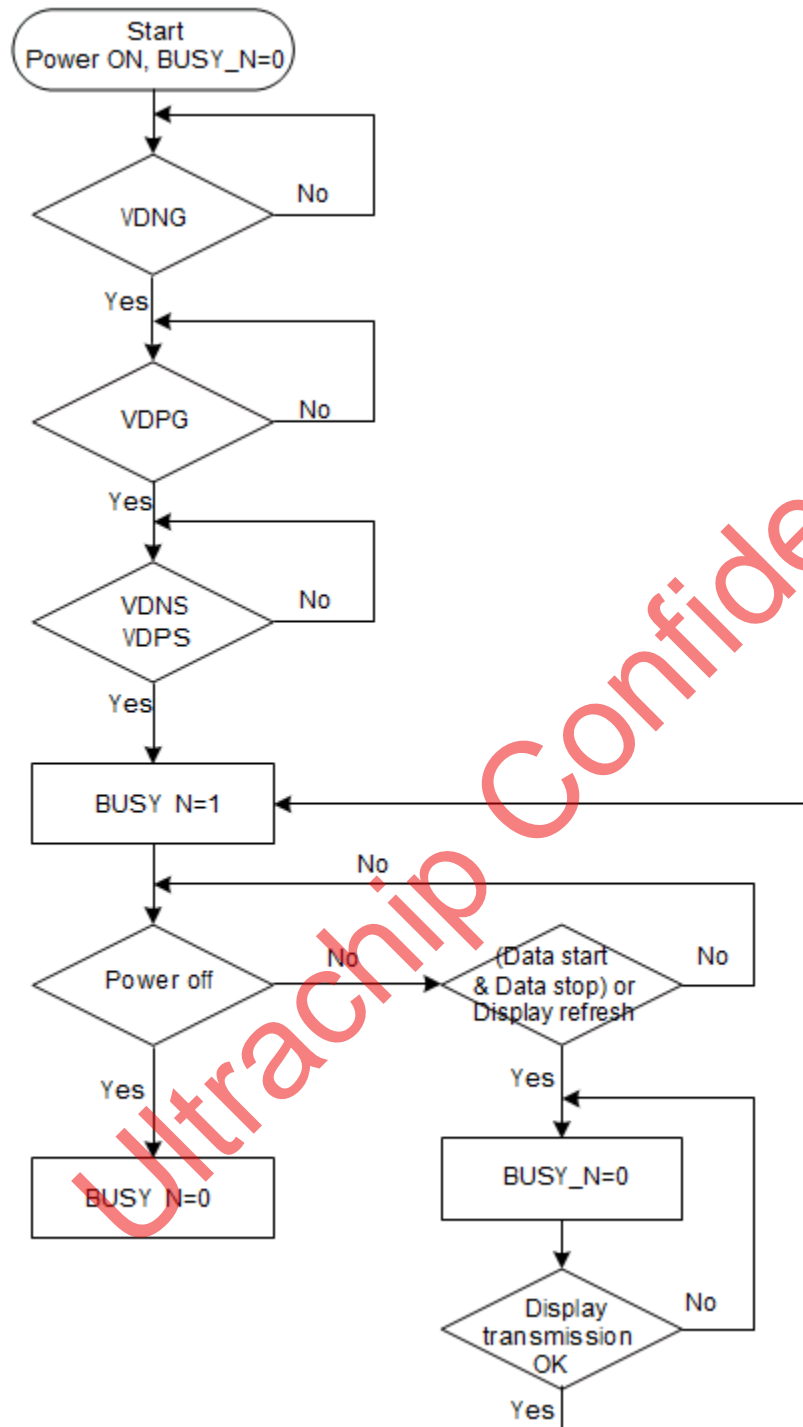 Start
Power ON, BUSY_N=0
VDNG
No
Yes
VDPG
No
Yes
VDNS
VDPS
No
Yes
BUSY N=1
No
Power off
No
(Data start
& Data stop) or
Display refresh
No
Yes
Yes
BUSY N=0
BUSY_N=0
Display
transmission
OK
No
Yes
Ultrachip Confide